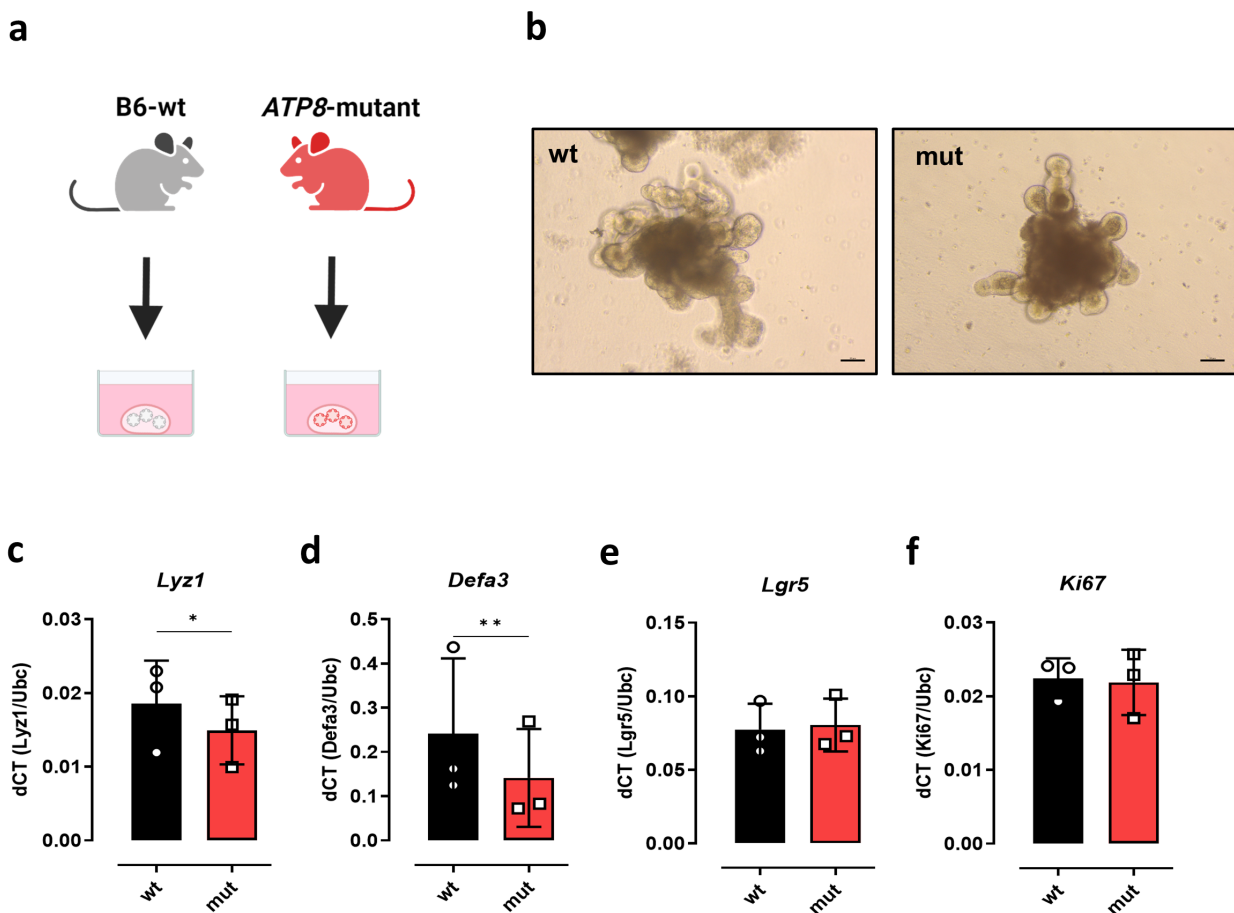 a
b
B6-wt
ATP8-mutant
wt
mut
c
d
e
f
Lyz1
Defa3
Lgr5
Ki67
*
**
dCT (Lyz1/Ubc)
0.03
0.02
0.01
0.00
wt
mut
dCT (Defa3/Ubc)
0.5
0.4
0.3
0.2
0.1
0.0
wt
mut
dCT (Lgr5/Ubc)
0.15
0.10
0.05
0.00
wt
mut
dCT (Ki67/Ubc)
0.03
0.02
0.01
0.00
wt
mut